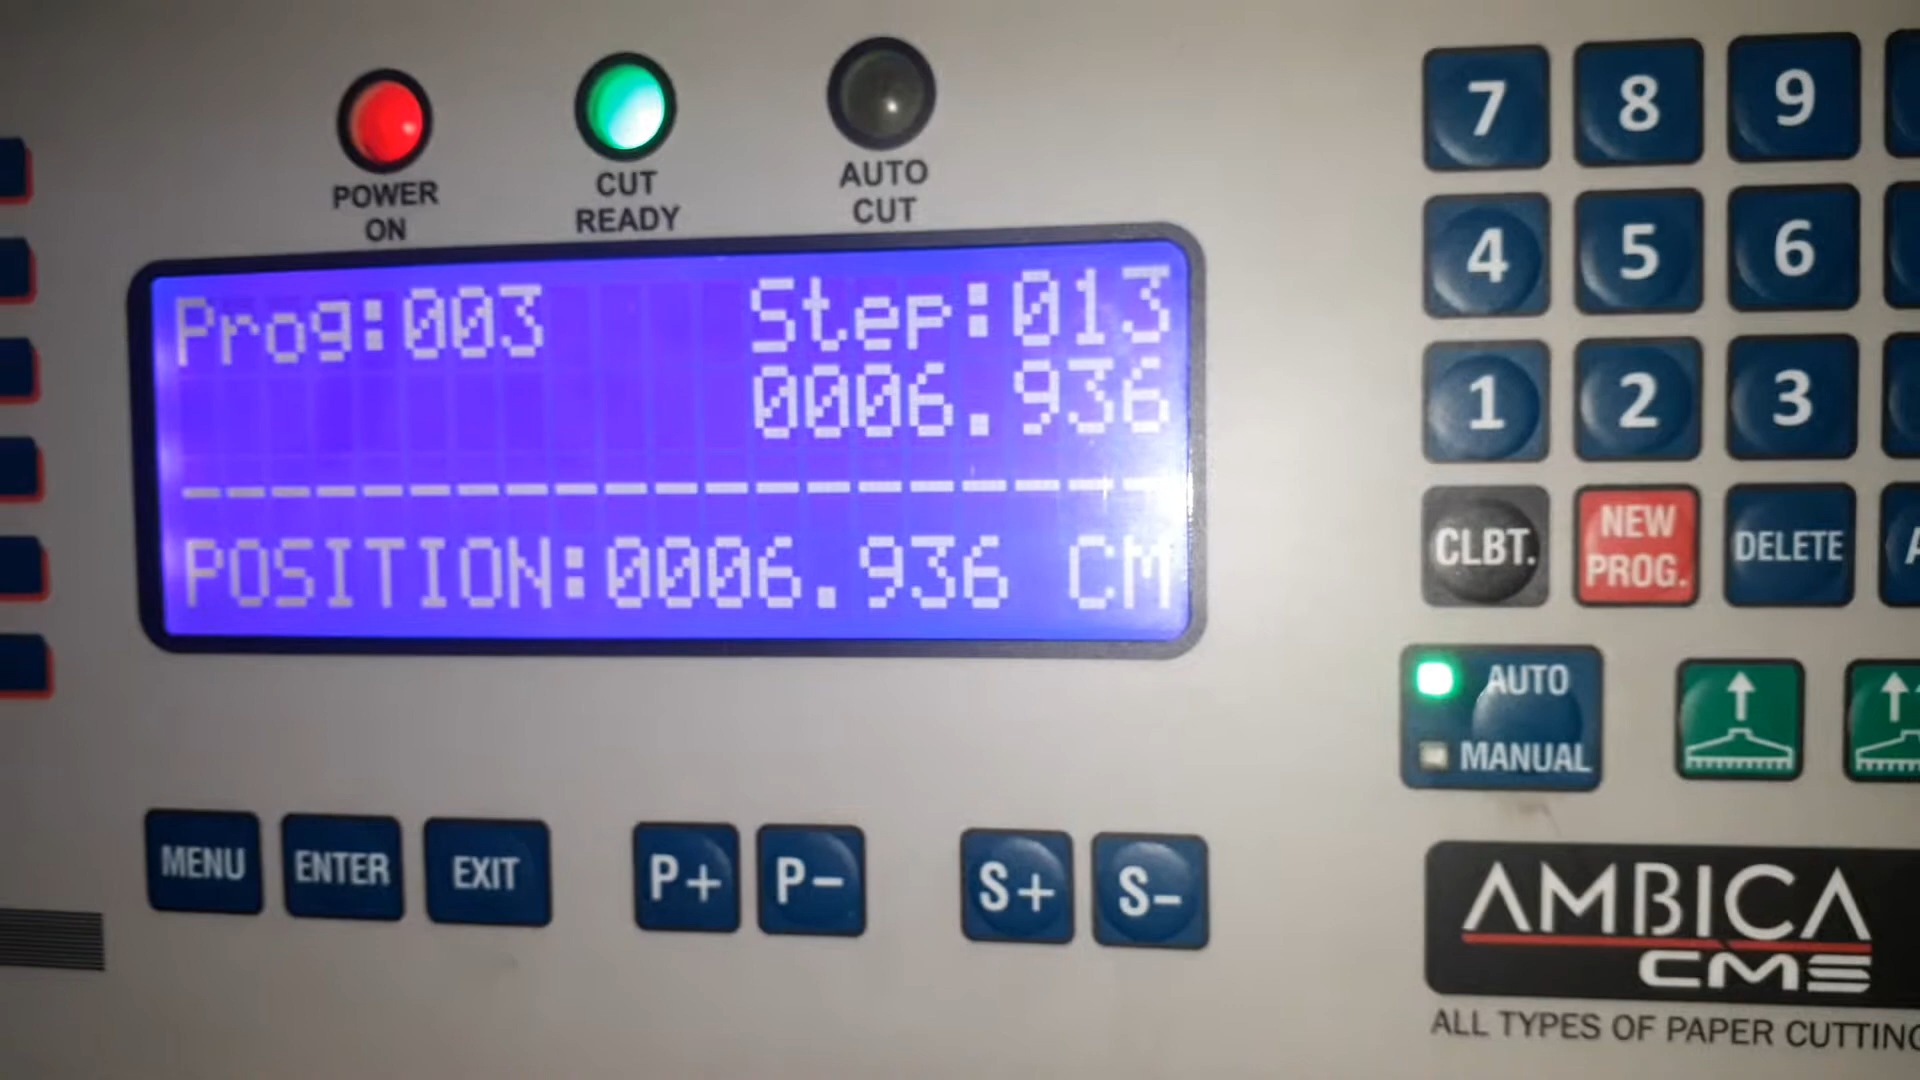 POWER
ON
CUT
READY
AUTO
CUT
Prog:003 Step:013
0006.936
POSITION:0006.936 CM
MENU ENTER EXIT P+ P- S+ S-
7 8 9
4 5 6
1 2 3
CLBT. NEW PROG. DELETE
AUTO
MANUAL
AMBICA
CMS
ALL TYPES OF PAPER CUTTING